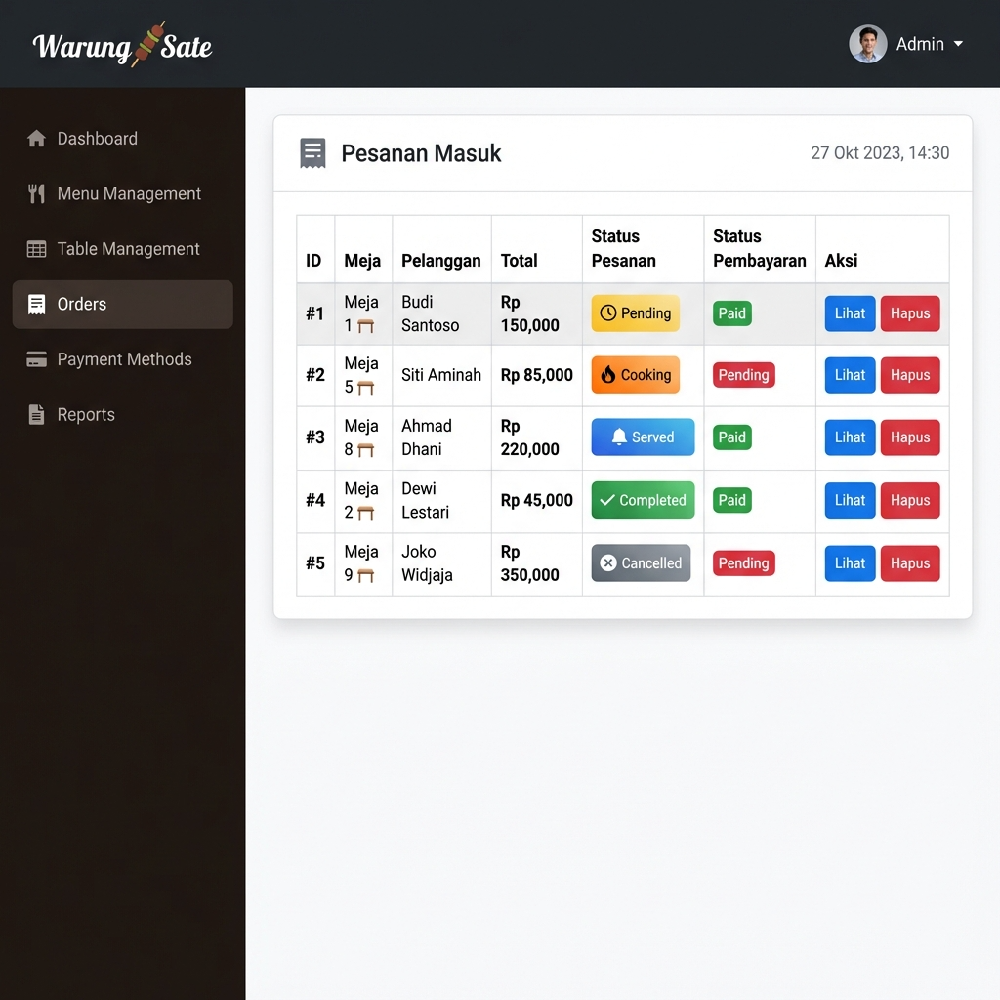 Warung Sate
Admin
Dashboard
Menu Management
Table Management
Orders
Payment Methods
Reports
Pesanan Masuk
27 Okt 2023, 14:30
ID Meja Pelanggan Total Status Pesanan Status Pembayaran Aksi
#1 Meja 1 Budi Santoso Rp 150,000 Pending Paid Lihat Hapus
#2 Meja 5 Siti Aminah Rp 85,000 Cooking Pending Lihat Hapus
#3 Meja 8 Ahmad Dhani Rp 220,000 Served Paid Lihat Hapus
#4 Meja 2 Dewi Lestari Rp 45,000 Completed Paid Lihat Hapus
#5 Meja 9 Joko Widjaja Rp 350,000 Cancelled Pending Lihat Hapus